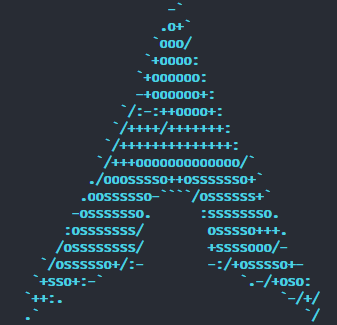 -`
                  .o+`
                 `ooo/
                `+oooo:
               `+oooooo:
               -+oooooo+:
             `/:-:++oooo+:
            `/++++/+++++++:
           `/++++++++++++++:
          `/+++ooooooooooooo/`
         ./ooosssso++osssssso+`
        .oossssso-````/ossssss+`
       -osssssso.      :ssssssso.
      :osssssss/        osssso+++.
     /ossssssss/        +ssssooo/-
   `/ossssso+/:-        -:/+osssso+-
  `+sso+:-`                 `.-/+oso:
 `++:.                           `-/+/
 .`                                 `/